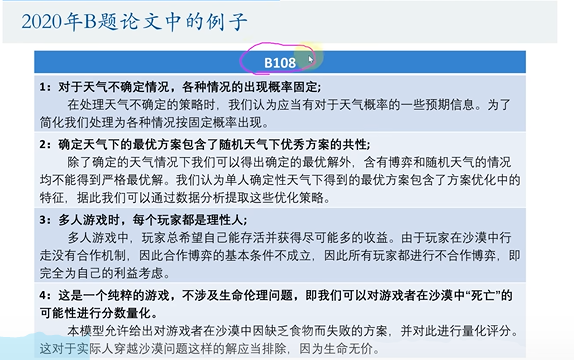 2020年B题论文中的例子
B108
1：对于天气不确定情况，各种情况的出现概率固定;
在处理天气不确定的策略时，我们认为应当有对于天气概率的一些预期信息。为了
简化我们处理为各种情况按固定概率出现。
2：确定天气下的最优方案包含了随机天气下优秀方案的共性;
除了确定的天气情况下我们可以得出确定的最优解外，含有博弈和随机天气的情况
均不能得到严格最优解。我们认为单人确定性天气下得到的最优方案包含了方案优化中的
特征，据此我们可以通过数据分析提取这些优化策略。
3：多人游戏时，每个玩家都是理性人;
多人游戏中，玩家总希望自己能存活并获得尽可能多的收益。由于玩家在沙漠中行
走没有合作机制，因此合作博弈的基本条件不成立，因此所有玩家都进行不合作博弈，即
完全为自己的利益考虑。
4：这是一个纯粹的游戏，不涉及生命伦理问题，即我们可以对游戏者在沙漠中“死亡”的
可能性进行分数量化。
本模型允许给出对游戏者在沙漠中因缺乏食物而失败的方案，并对此进行量化评分。
这对于实际人穿越沙漠问题这样的解应当排除，因为生命无价。